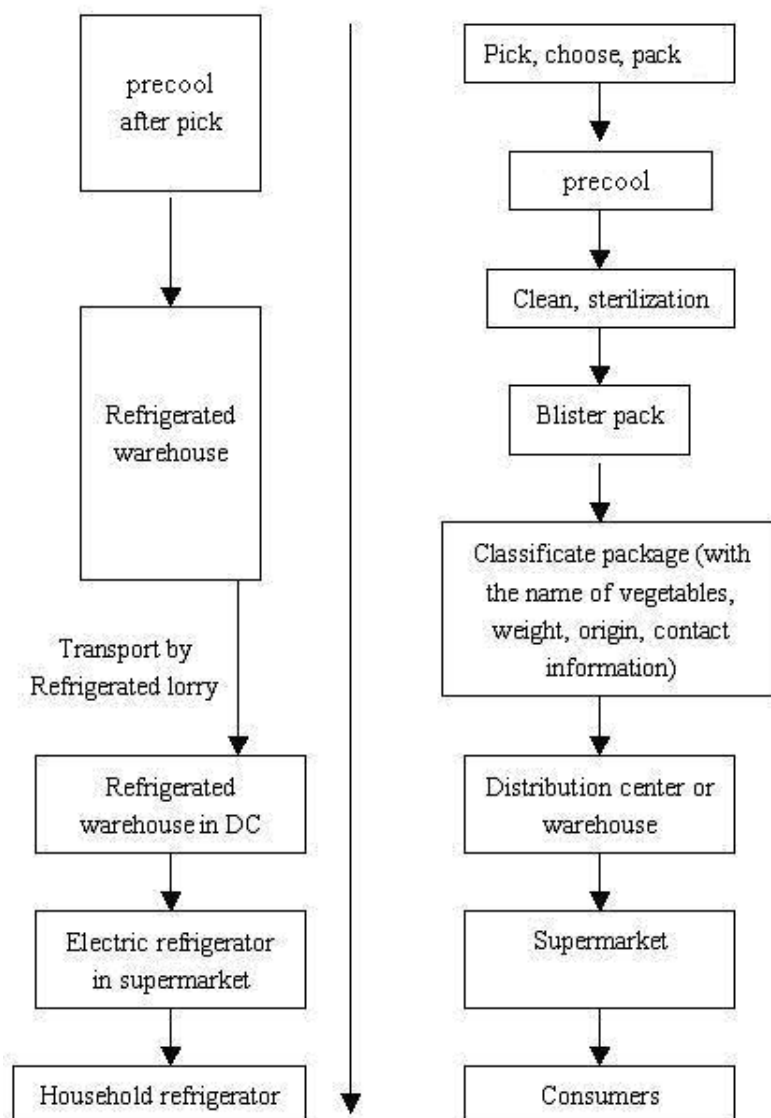 precool
after pick
Refrigerated
warehouse
Transport by
Refrigerated lorry
Refrigerated
warehouse in DC
Electric refrigerator
in supermarket
Household refrigerator
Pick, choose, pack
precool
Clean, sterilization
Blister pack
Classificate package (with
the name of vegetables,
weight, origin, contact
information)
Distribution center or
warehouse
Supermarket
Consumers